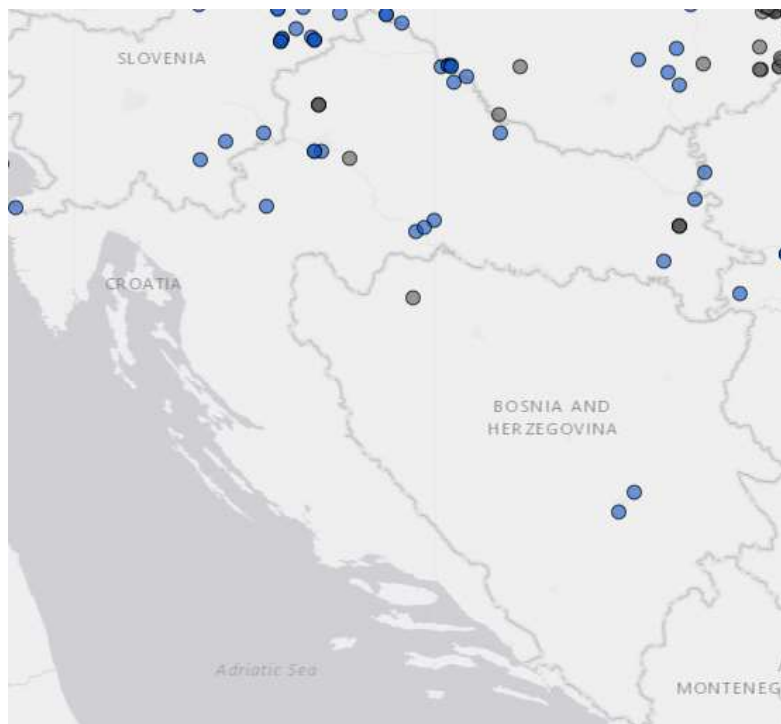 SLOVENIA
CROATIA
BOSNIA AND
HERZEGOVINA
Adriatic Sea
MONTENEG